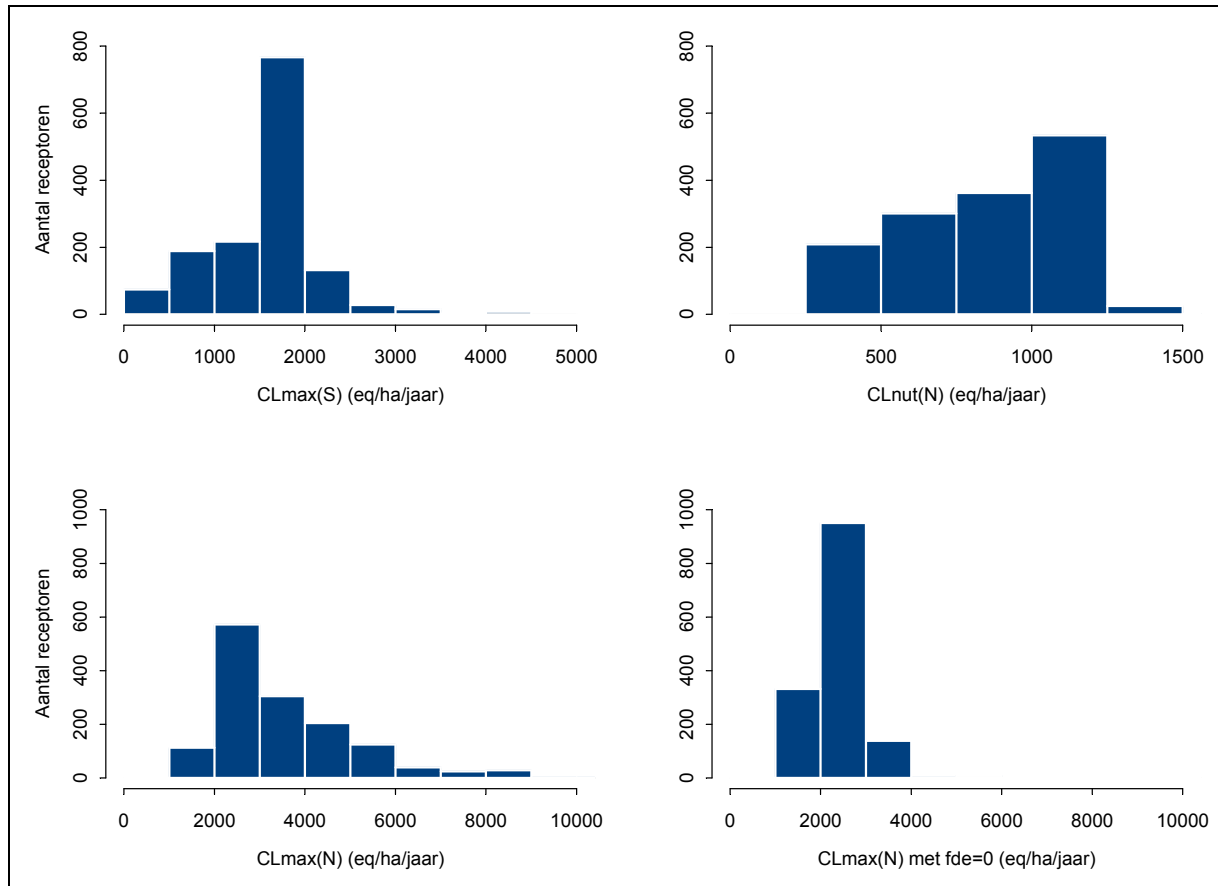 Aantal receptoren
800
600
400
200
0
0 1000 2000 3000 4000 5000
CLmax(S) (eq/ha/jaar)
800
600
400
200
0
0 500 1000 1500
CLnut(N) (eq/ha/jaar)
Aantal receptoren
1000
800
600
400
200
0
0 2000 4000 6000 8000 10000
CLmax(N) (eq/ha/jaar)
1000
800
600
400
200
0
0 2000 4000 6000 8000 10000
CLmax(N) met fde=0 (eq/ha/jaar)